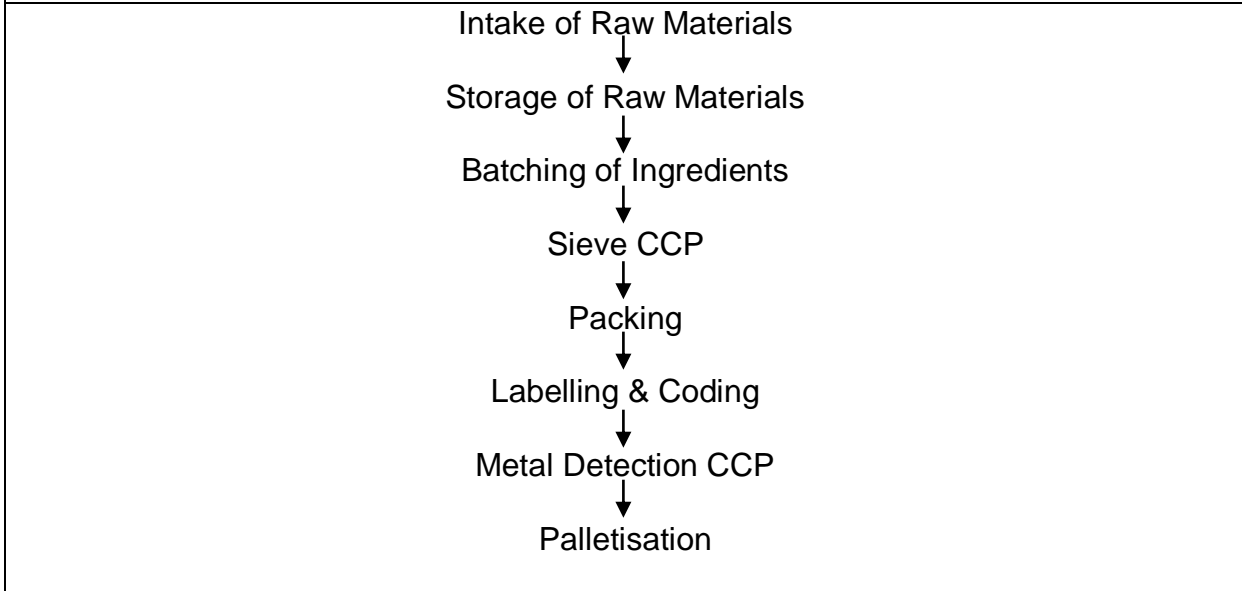 Intake of Raw Materials
Storage of Raw Materials
Batching of Ingredients
Sieve CCP
Packing
Labelling & Coding
Metal Detection CCP
Palletisation